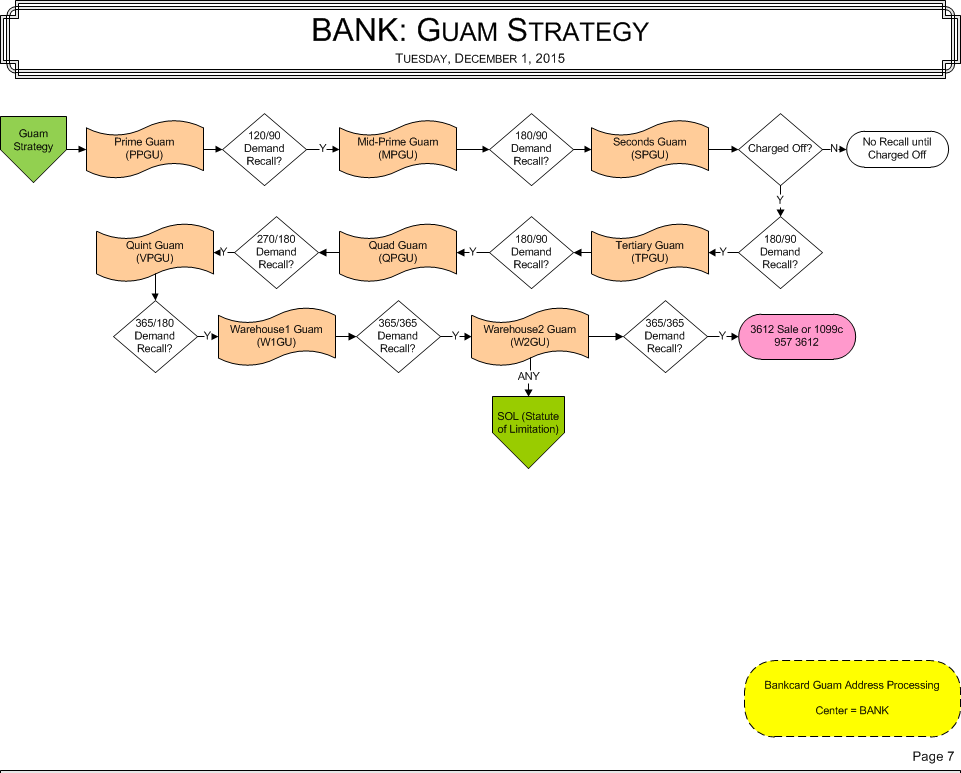 BANK: GUAM STRATEGY
TUESDAY, DECEMBER 1, 2015
Guam
Strategy
Prime Guam
(PPGU)
120/90
Demand
Recall?
Y
Mid-Prime Guam
(MPGU)
180/90
Demand
Recall?
Seconds Guam
(SPGU)
Charged Off?
N
No Recall until
Charged Off
Y
Quint Guam
(VPGU)
Y
270/180
Demand
Recall?
Quad Guam
(QPGU)
Y
180/90
Demand
Recall?
Tertiary Guam
(TPGU)
Y
180/90
Demand
Recall?
365/180
Demand
Recall?
Y
Warehouse1 Guam
(W1GU)
365/365
Demand
Recall?
Y
Warehouse2 Guam
(W2GU)
365/365
Demand
Recall?
Y
3612 Sale or 1099c
957 3612
ANY
SOL (Statute
of Limitation)
Bankcard Guam Address Processing
Center = BANK
Page 7